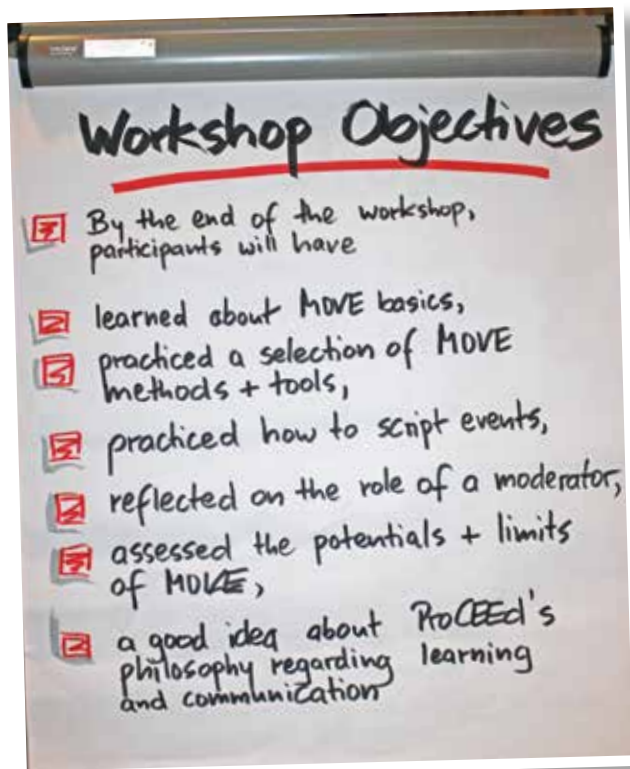 Workshop Objectives
By the end of the workshop,
participants will have
learned about MOVE basics,
practiced a selection of MOVE
methods + tools,
practiced how to script events,
reflected on the role of a moderator,
assessed the potentials + limits
of MOVE,
a good idea about ProCEEd's
philosophy regarding learning
and communication